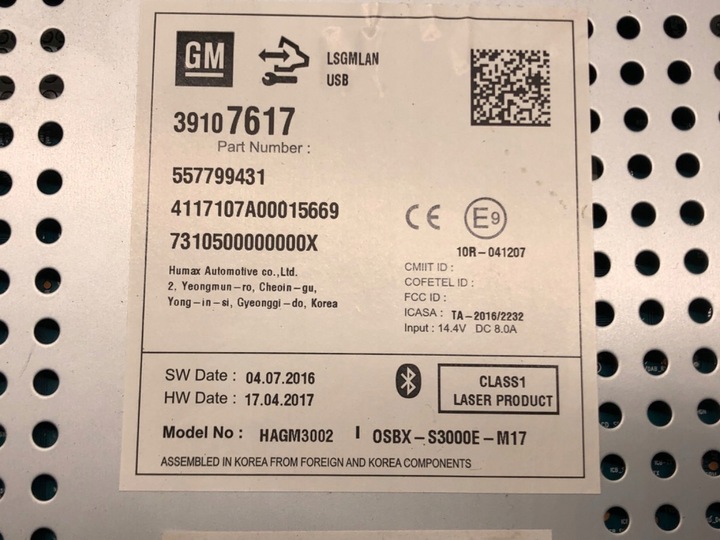 GM
LSGMLAN
USB
39107617
Part Number :
557799431
4117107A00015669
7310500000000X
CE E9
10R-041207
Humax Automotive co.,Ltd.
2, Yeongmun-ro, Cheoin-gu,
Yong-in-si, Gyeonggi-do, Korea
CMIIT ID :
COFETEL ID :
FCC ID :
ICASA : TA-2016/2232
Input : 14.4V DC 8.0A
SW Date : 04.07.2016
HW Date : 17.04.2017
CLASS1
LASER PRODUCT
Model No : HAGM3002 I OSBX-S3000E-M17
ASSEMBLED IN KOREA FROM FOREIGN AND KOREA COMPONENTS